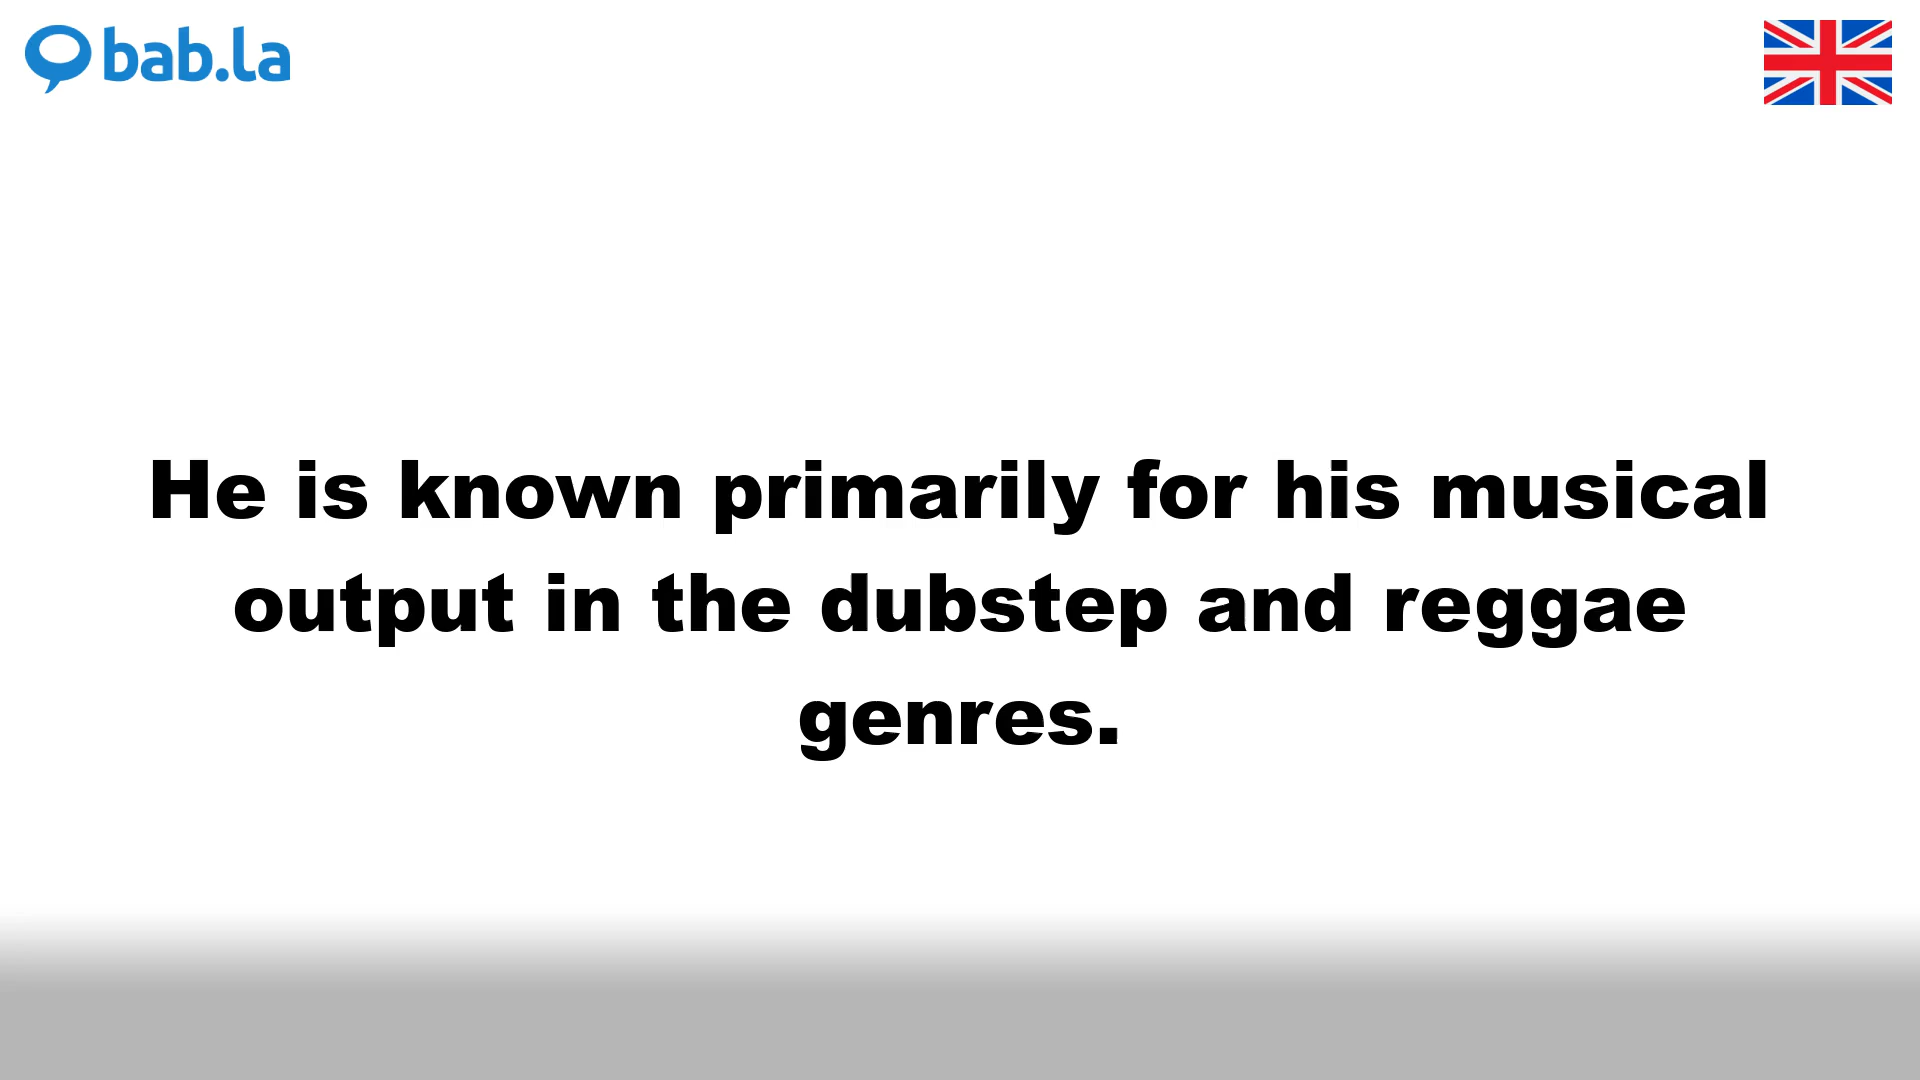 bab.la
He is known primarily for his musical
output in the dubstep and reggae
genres.